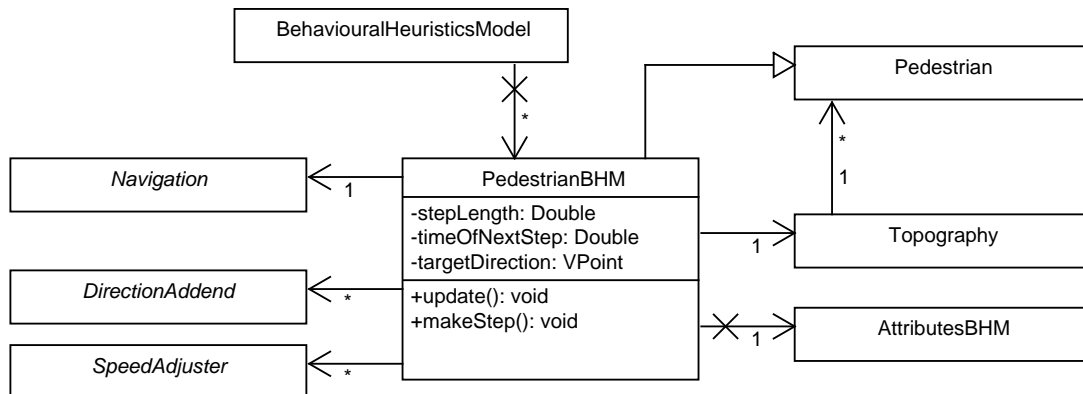 BehaviouralHeuristicsModel
Pedestrian
*
*
1
Navigation
1
PedestrianBHM
-stepLength: Double
-timeOfNextStep: Double
-targetDirection: VPoint
1
Topography
DirectionAddend
*
+update(): void
+makeStep(): void
1
AttributesBHM
SpeedAdjuster
*